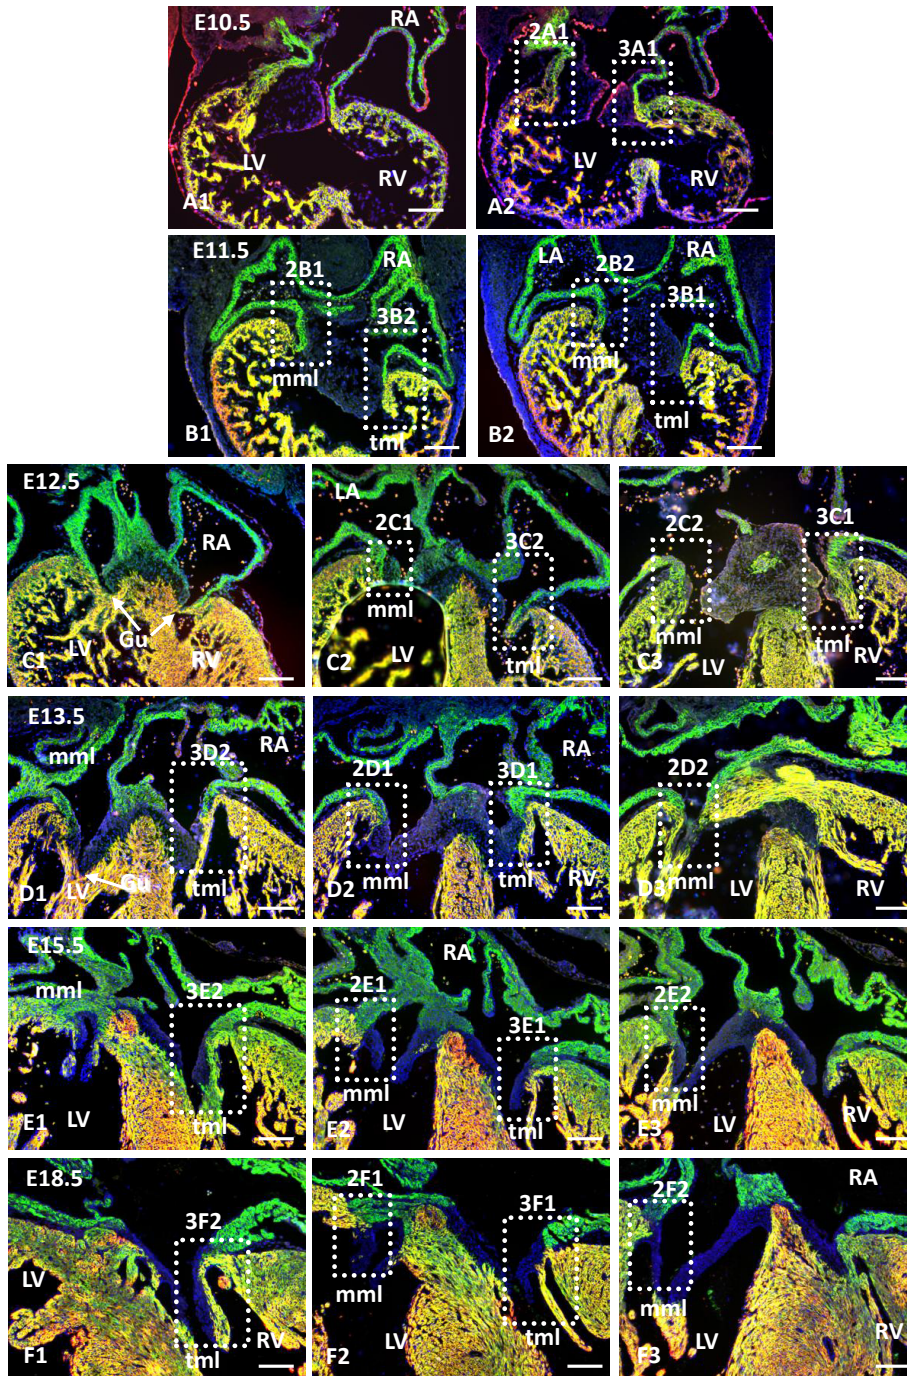 E10.5
RA
LV
RV
A1
2A1
3A1
LV
RV
A2
E11.5
RA
2B1
3B2
mml
tml
B1
LA
2B2
3B1
mml
tml
B2
E12.5
RA
Gu
LV
RV
C1
LA
2C1
3C2
mml
LV
tml
C2
2C2
3C1
mml
tml
LV
RV
C3
E13.5
mml
RA
3D2
tml
D1
LV
Gu
2D1
RA
3D1
mml
tml
D2
RV
2D2
mml
D3
LV
RV
E15.5
mml
3E2
tml
E1
LV
RA
2E1
3E1
mml
tml
E2
LV
2E2
mml
E3
LV
RV
E18.5
3F2
LV
RV
tml
F1
2F1
3F1
mml
tml
F2
LV
RA
2F2
mml
F3
LV
RV